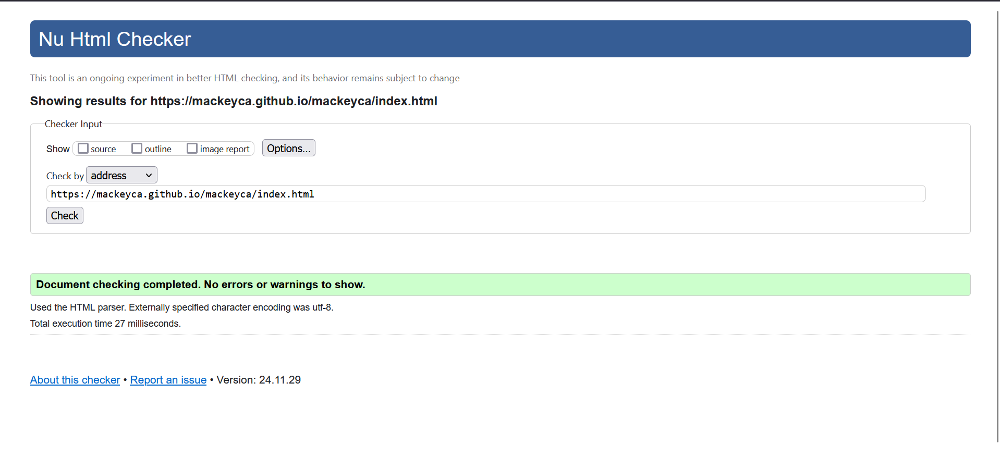 Nu Html Checker
This tool is an ongoing experiment in better HTML checking, and its behavior remains subject to change
Showing results for https://mackeyca.github.io/mackeyca/index.html
Checker Input
Show source outline image report Options...
Check by address
https://mackeyca.github.io/mackeyca/index.html
Check
Document checking completed. No errors or warnings to show.
Used the HTML parser. Externally specified character encoding was utf-8.
Total execution time 27 milliseconds.
About this checker • Report an issue • Version: 24.11.29